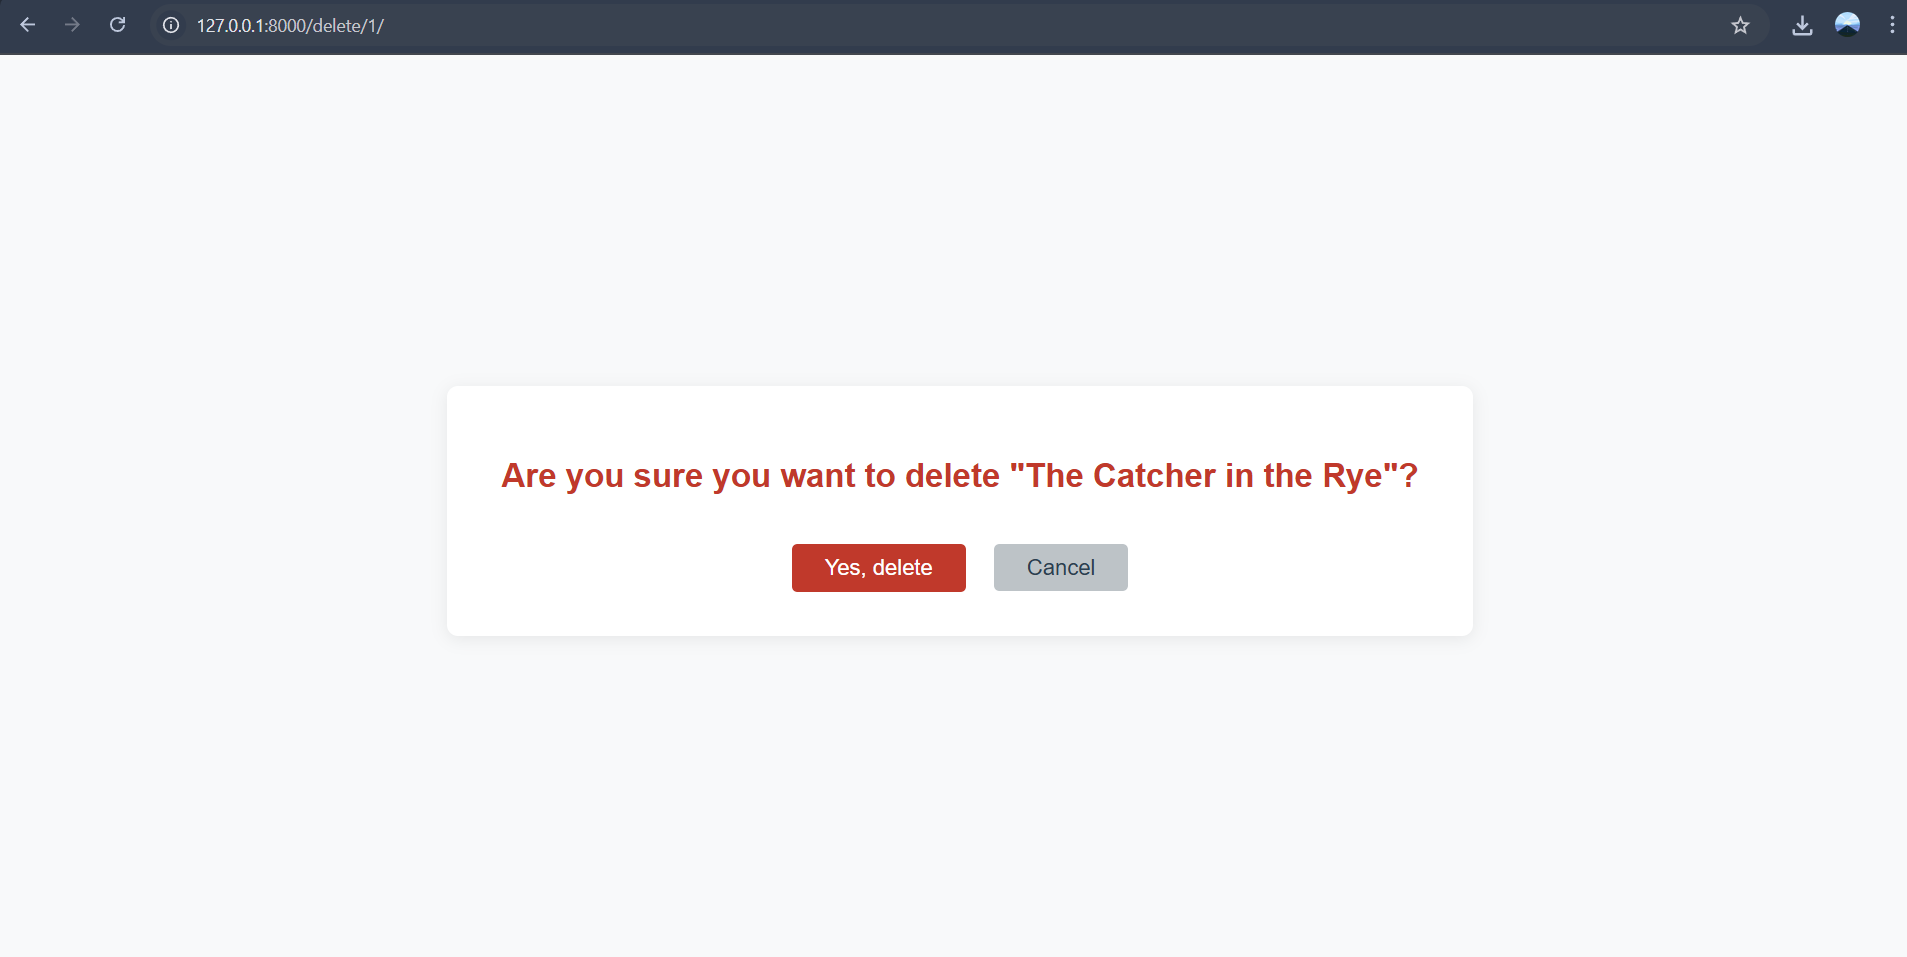 127.0.0.1:8000/delete/1/
Are you sure you want to delete "The Catcher in the Rye"?
Yes, delete
Cancel